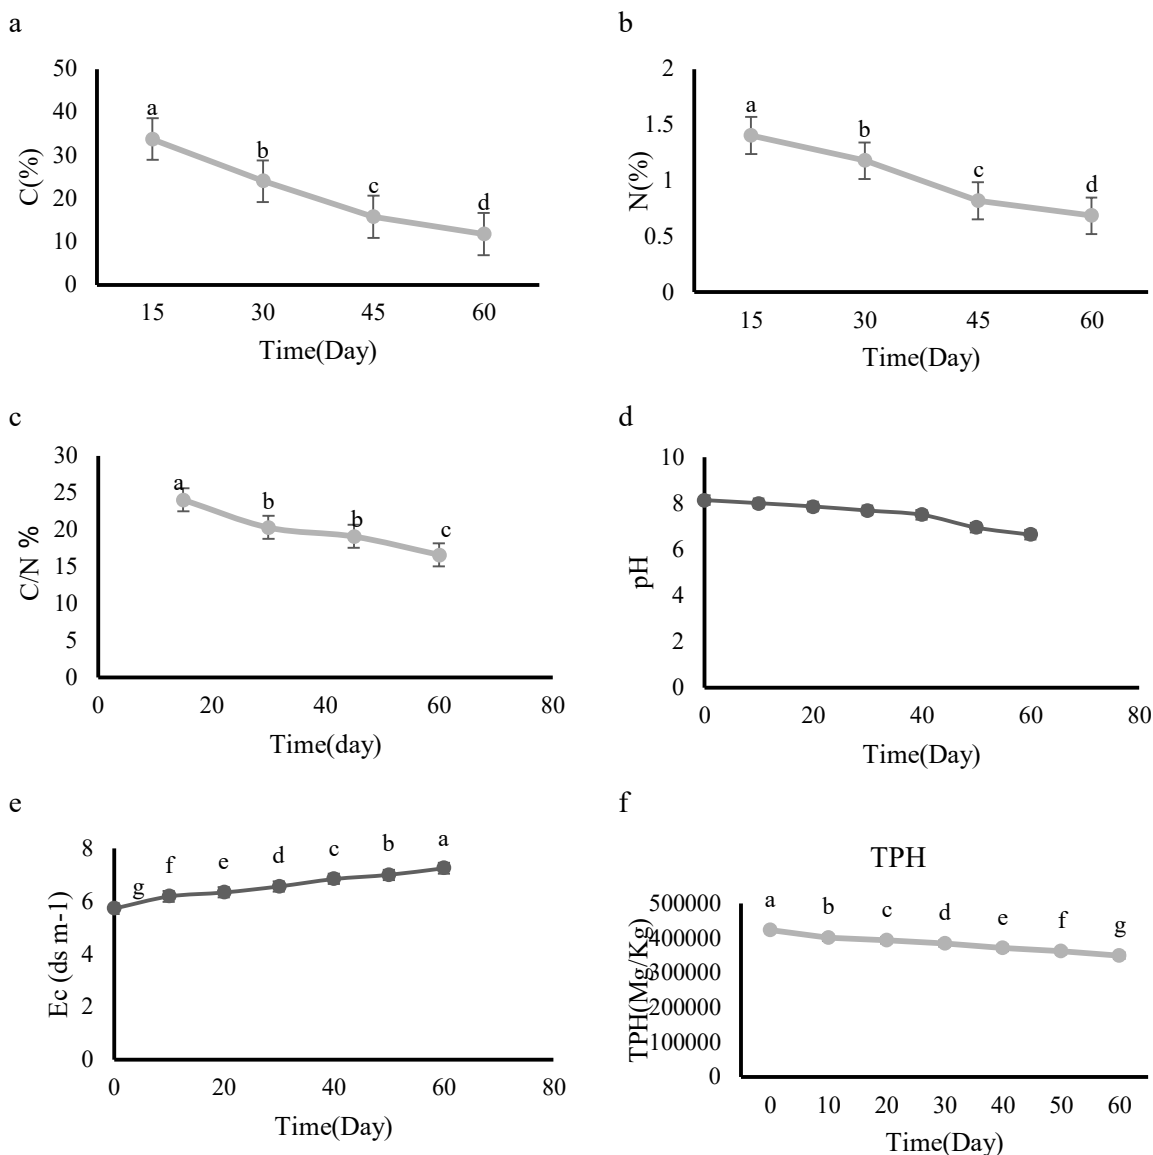 a
50
40
30
20
10
0
C(%)
a
b
c
d
15 30 45 60
Time(Day)
b
2
1.5
1
0.5
0
N(%)
a
b
c
d
15 30 45 60
Time(Day)
c
30
25
20
15
10
5
0
C/N %
a
b
b
c
0 20 40 60 80
Time(day)
d
10
8
6
4
2
0
pH
0 20 40 60 80
Time(Day)
e
8
6
4
2
0
Ec (ds m-1)
g f e d c b a
0 20 40 60 80
Time(Day)
f
TPH
500000
400000
300000
200000
100000
0
TPH(Mg/Kg)
a b c d e f g
0 10 20 30 40 50 60
Time(Day)